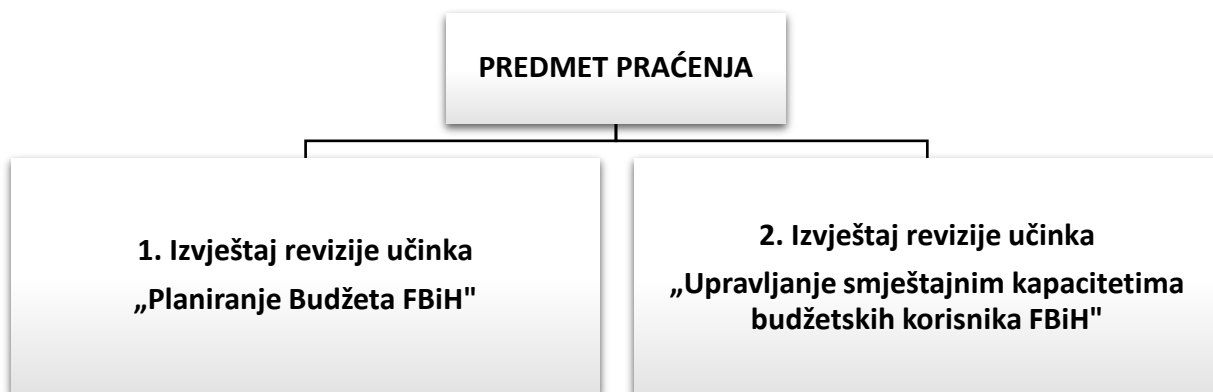 PREDMET PRAĆENJA
1. Izvještaj revizije učinka
„Planiranje Budžeta FBiH"
2. Izvještaj revizije učinka
„Upravljanje smještajnim kapacitetima
budžetskih korisnika FBiH"